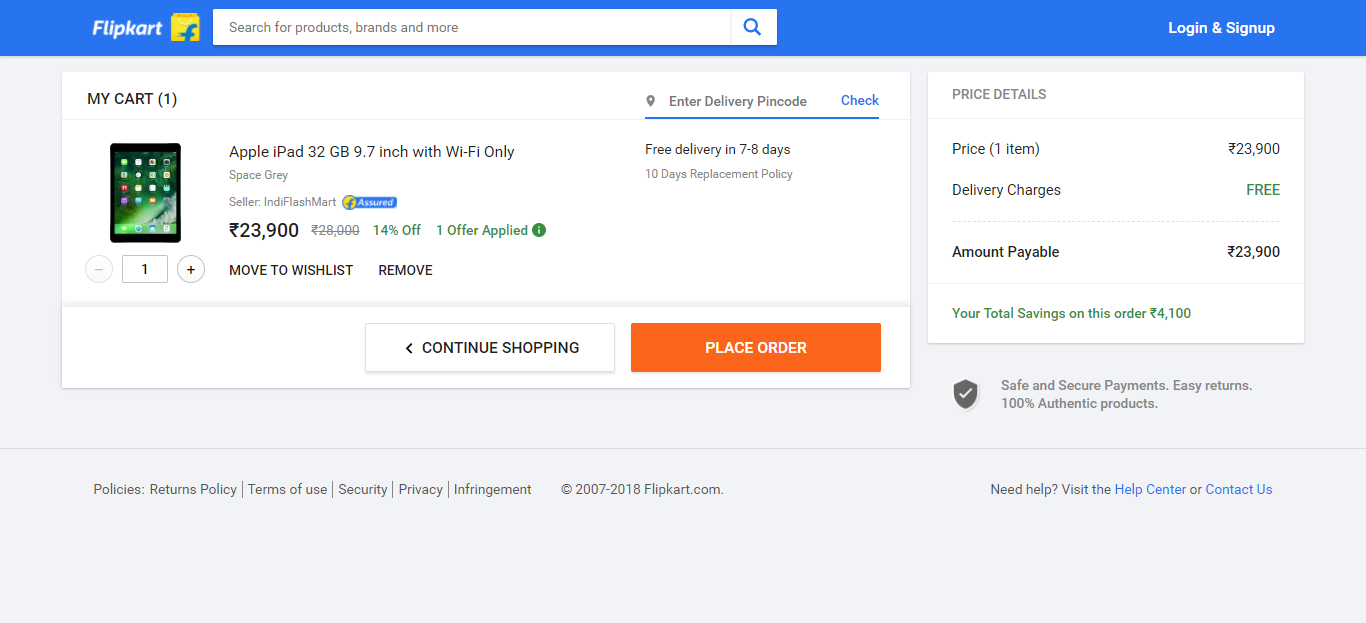 Flipkart
Search for products, brands and more
Login & Signup
MY CART (1)
Enter Delivery Pincode
Check
Apple iPad 32 GB 9.7 inch with Wi-Fi Only
Space Grey
Seller: IndiFlashMart Assured
₹23,900 ₹28,000 14% Off 1 Offer Applied
Free delivery in 7-8 days
10 Days Replacement Policy
− 1 +
MOVE TO WISHLIST REMOVE
CONTINUE SHOPPING
PLACE ORDER
PRICE DETAILS
Price (1 item) ₹23,900
Delivery Charges FREE
Amount Payable ₹23,900
Your Total Savings on this order ₹4,100
Safe and Secure Payments. Easy returns.
100% Authentic products.
Policies: Returns Policy | Terms of use | Security | Privacy | Infringement © 2007-2018 Flipkart.com.
Need help? Visit the Help Center or Contact Us